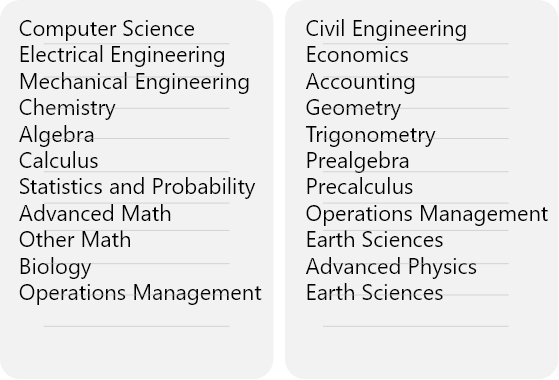 Computer Science
Electrical Engineering
Mechanical Engineering
Chemistry
Algebra
Calculus
Statistics and Probability
Advanced Math
Other Math
Biology
Operations Management
Civil Engineering
Economics
Accounting
Geometry
Trigonometry
Prealgebra
Precalculus
Operations Management
Earth Sciences
Advanced Physics
Earth Sciences